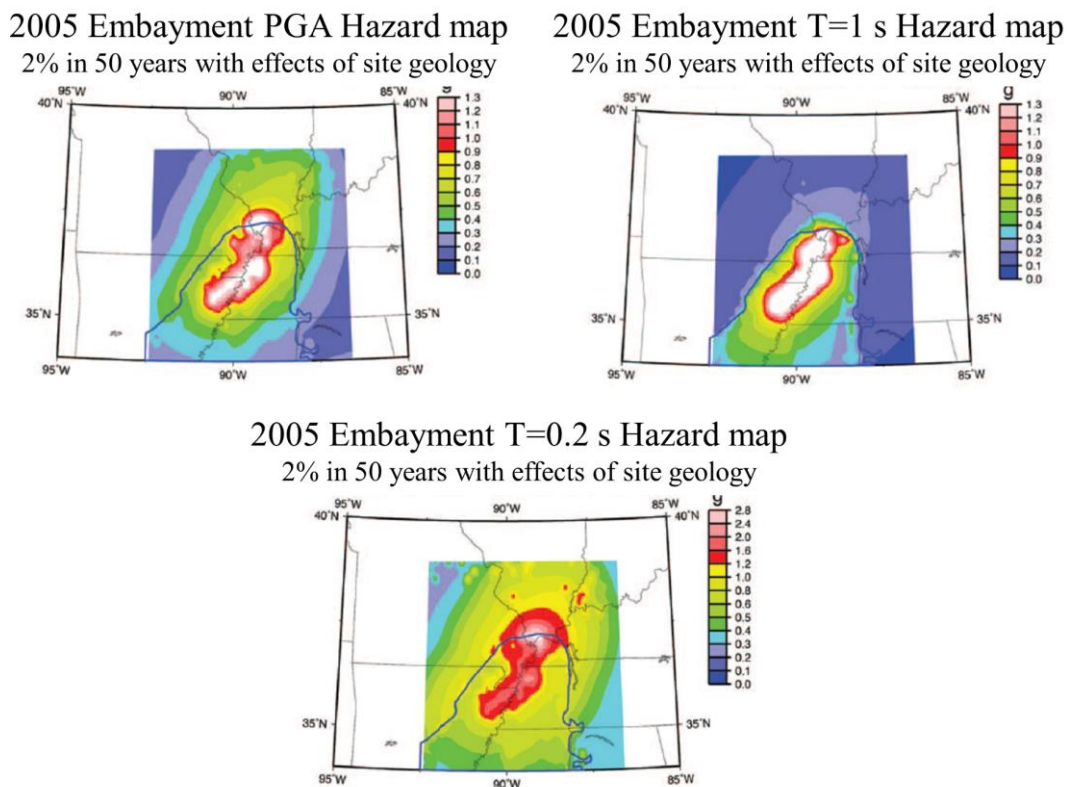 2005 Embayment PGA Hazard map
2% in 50 years with effects of site geology
95°W
90°W
85°W
40°N
40°N
g
1.3
1.2
1.1
1.0
0.9
0.8
0.7
0.6
0.5
0.4
0.3
0.2
0.1
0.0
35°N
35°N
95°W
90°W
85°W
2005 Embayment T=1 s Hazard map
2% in 50 years with effects of site geology
95°W
90°W
85°W
40°N
40°N
g
1.3
1.2
1.1
1.0
0.9
0.8
0.7
0.6
0.5
0.4
0.3
0.2
0.1
0.0
35°N
35°N
95°W
90°W
85°W
2005 Embayment T=0.2 s Hazard map
2% in 50 years with effects of site geology
95°W
90°W
85°W
40°N
40°N
g
2.8
2.4
2.0
1.6
1.2
1.0
0.8
0.6
0.5
0.4
0.3
0.2
0.1
0.0
35°N
35°N
95°W
90°W
85°W